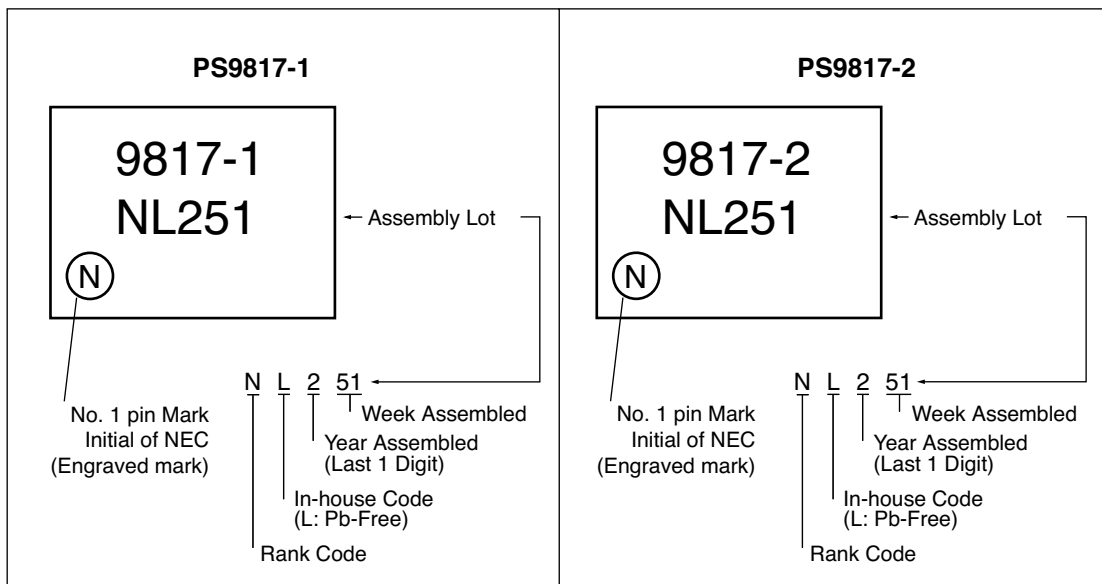 PS9817-1
9817-1
NL251
N
Assembly Lot
N L 2 51
No. 1 pin Mark
Initial of NEC
(Engraved mark)
Week Assembled
Year Assembled
(Last 1 Digit)
In-house Code
(L: Pb-Free)
Rank Code
PS9817-2
9817-2
NL251
N
Assembly Lot
N L 2 51
No. 1 pin Mark
Initial of NEC
(Engraved mark)
Week Assembled
Year Assembled
(Last 1 Digit)
In-house Code
(L: Pb-Free)
Rank Code